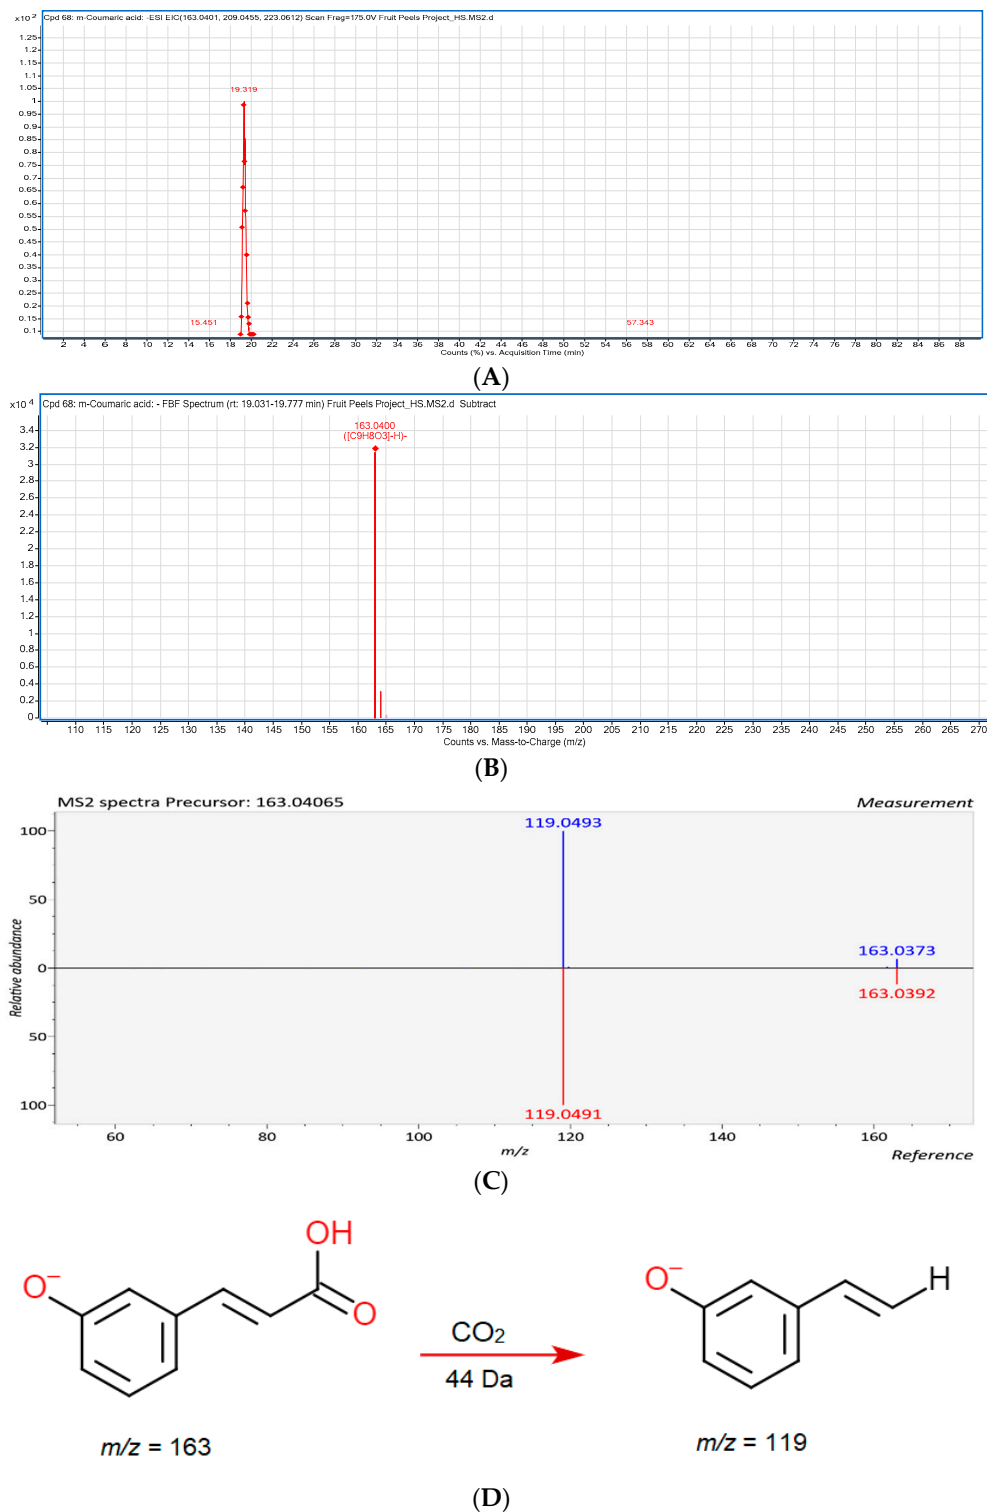 x10 2 Cpd 68: m-Coumaric acid: -ESI EIC(163.0401, 209.0455, 223.0612) Scan Frag=175.0V Fruit Peels Project_HS.MS2.d
1.25
1.2
1.15
1.1
1.05
1
0.95
0.9
0.85
0.8
0.75
0.7
0.65
0.6
0.55
0.5
0.45
0.4
0.35
0.3
0.25
0.2
0.15
0.1
19.319
15.451
57.343
2 4 6 8 10 12 14 16 18 20 22 24 26 28 30 32 34 36 38 40 42 44 46 48 50 52 54 56 58 60 62 64 66 68 70 72 74 76 78 80 82 84 86 88
Counts (%) vs. Acquisition Time (min)
(A)
x10 4 Cpd 68: m-Coumaric acid: - FBF Spectrum (rt: 19.031-19.777 min) Fruit Peels Project_HS.MS2.d Subtract
3.4
3.2
3
2.8
2.6
2.4
2.2
2
1.8
1.6
1.4
1.2
1
0.8
0.6
0.4
0.2
0
163.0400
([C9H8O3]-H)-
110 115 120 125 130 135 140 145 150 155 160 165 170 175 180 185 190 195 200 205 210 215 220 225 230 235 240 245 250 255 260 265 270
Counts vs. Mass-to-Charge (m/z)
(B)
MS2 spectra Precursor: 163.04065
Measurement
100
50
0
50
100
Relative abundance
119.0493
163.0373
163.0392
119.0491
60 80 100 120 140 160
m/z
Reference
(C)
OH
O−
O
CO2
44 Da
m/z = 163
O−
H
m/z = 119
(D)